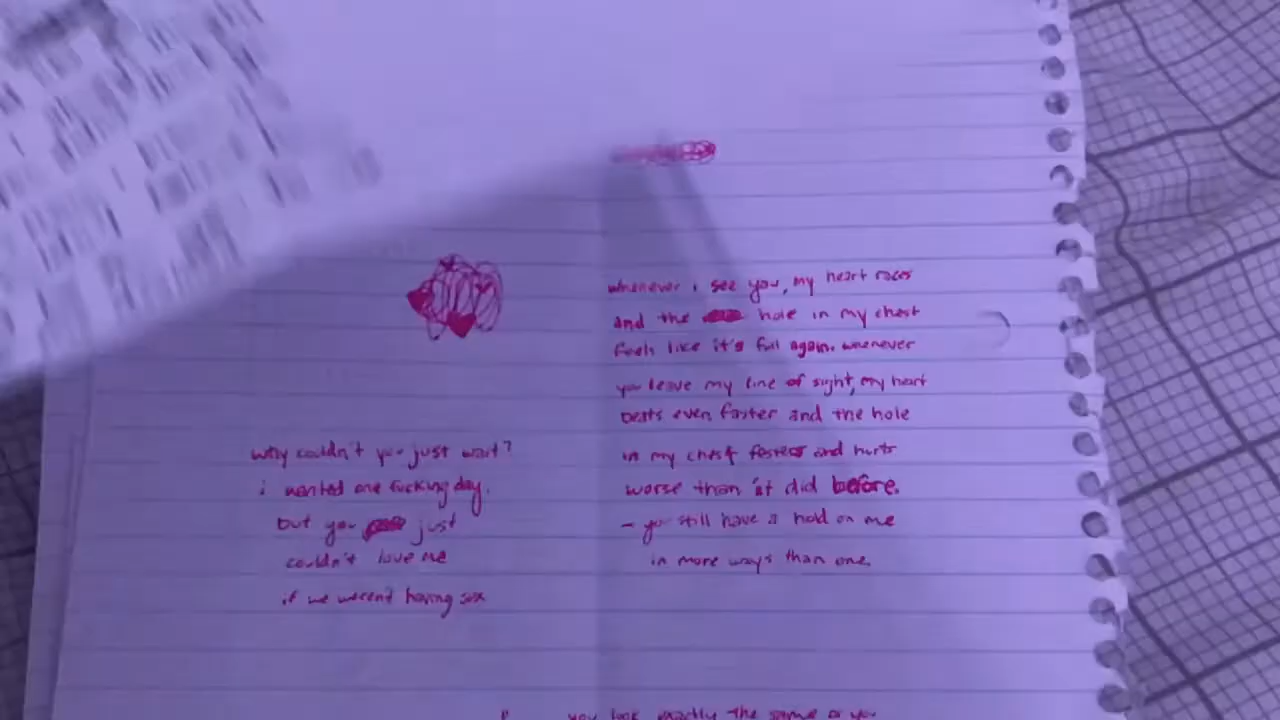 why couldn't you just wait?
i wanted one fucking day.
but you just
couldn't love me
if we weren't having sex
whenever i see you, my heart races
and the hole in my chest
feels like it's full again. whenever
you leave my line of sight, my heart
beats even faster and the hole
in my chest festers and hurts
worse than it did before.
- you still have a hold on me
in more ways than one.
you look exactly the same as you